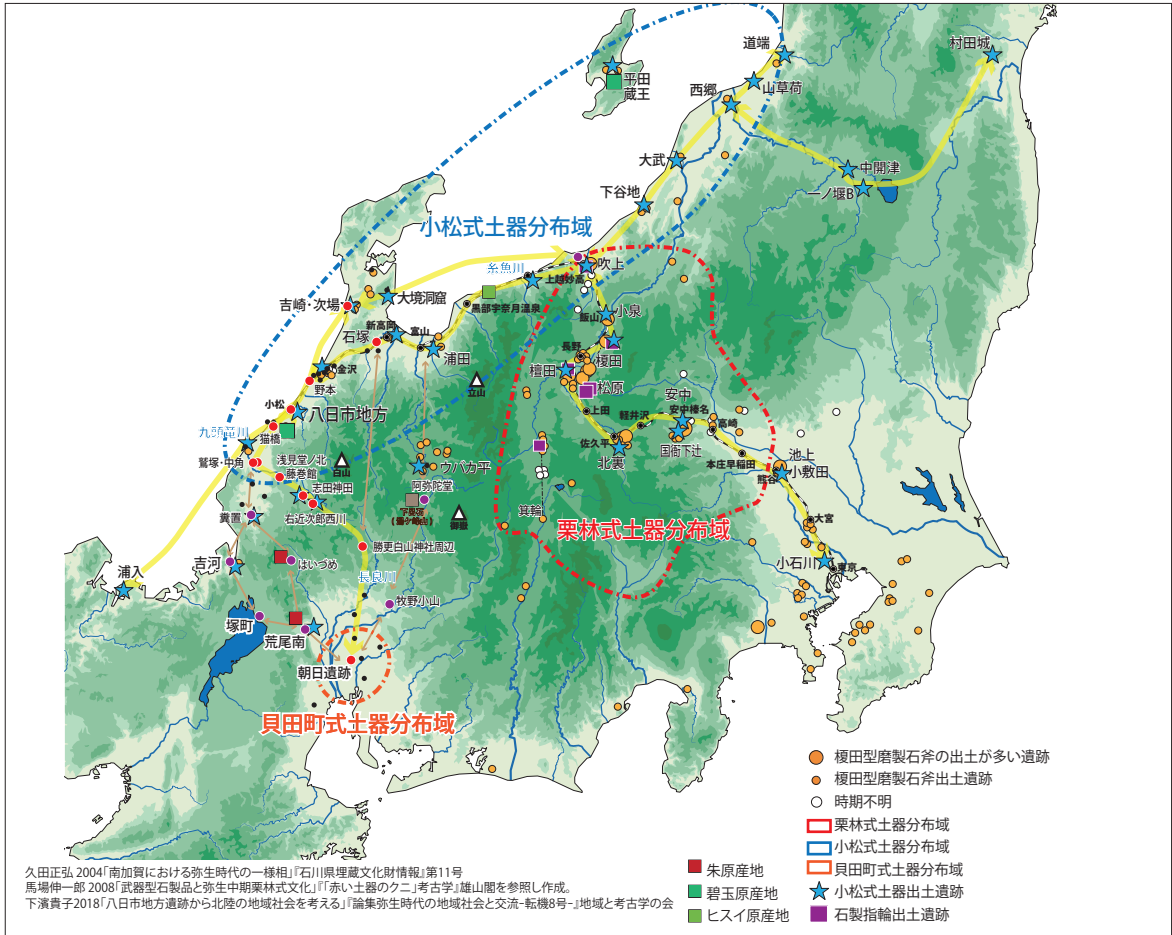 道端
村田城
平田
蔵王
西郷
山草荷
大武
中開津
一ノ堰B
下谷地
小松式土器分布域
糸魚川
吹上
上越妙高
大境洞窟
吉崎・次場
黒部宇奈月温泉
小泉
飯山
新高岡
富山
石塚
浦田
長野
榎田
檀田
松原
金沢
野本
立山
安中
小松
八日市地方
上田
軽井沢
安中榛名
高崎
九頭竜川
猫橋
佐久平
北裏
国衙下辻
本庄早稲田
池上
鷲塚・中角
浅見堂ノ北
藤巻館
白山
ウバカ平
熊谷
小敷田
志田神田
阿弥陀堂
右近次郎西川
御嶽
箕輪
大宮
栗林式土器分布域
勝更白山神社周辺
吉河
はいづめ
長良川
小石川
東京
浦入
牧野小山
塚町
荒尾南
朝日遺跡
貝田町式土器分布域
榎田型磨製石斧の出土が多い遺跡
榎田型磨製石斧出土遺跡
時期不明
栗林式土器分布域
小松式土器分布域
貝田町式土器分布域
朱原産地
小松式土器出土遺跡
碧玉原産地
石製指輪出土遺跡
ヒスイ原産地
久田正弘 2004「南加賀における弥生時代の一様相」『石川県埋蔵文化財情報』第11号
馬場伸一郎 2008「武器型石製品と弥生中期栗林式文化」『「赤い土器のクニ」考古学』雄山閣を参照し作成。
下濱貴子2018「八日市地方遺跡から北陸の地域社会を考える」『論集弥生時代の地域社会と交流-転機8号-』地域と考古学の会